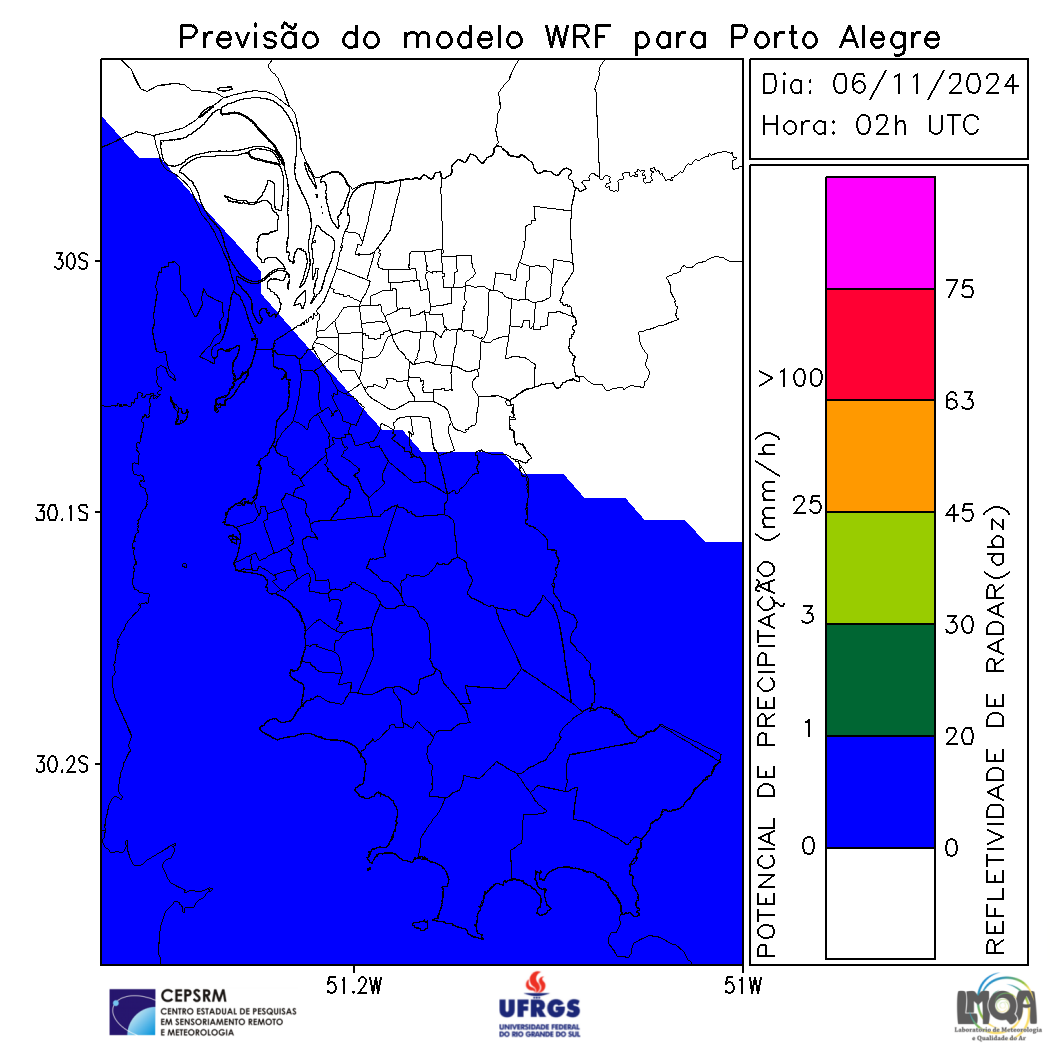 Previsão do modelo WRF para Porto Alegre
Dia: 06/11/2024
Hora: 02h UTC
30S
30.1S
30.2S
51.2W
51W
POTENCIAL DE PRECIPITAÇÃO (mm/h)
>100
25
3
1
0
75
63
45
30
20
0
REFLETIVIDADE DE RADAR(dbz)
CEPSRM
CENTRO ESTADUAL DE PESQUISAS
EM SENSORIAMENTO REMOTO
E METEOROLOGIA
UFRGS
UNIVERSIDADE FEDERAL
DO RIO GRANDE DO SUL
LMQA
Laboratório de Meteorologia
e Qualidade do Ar